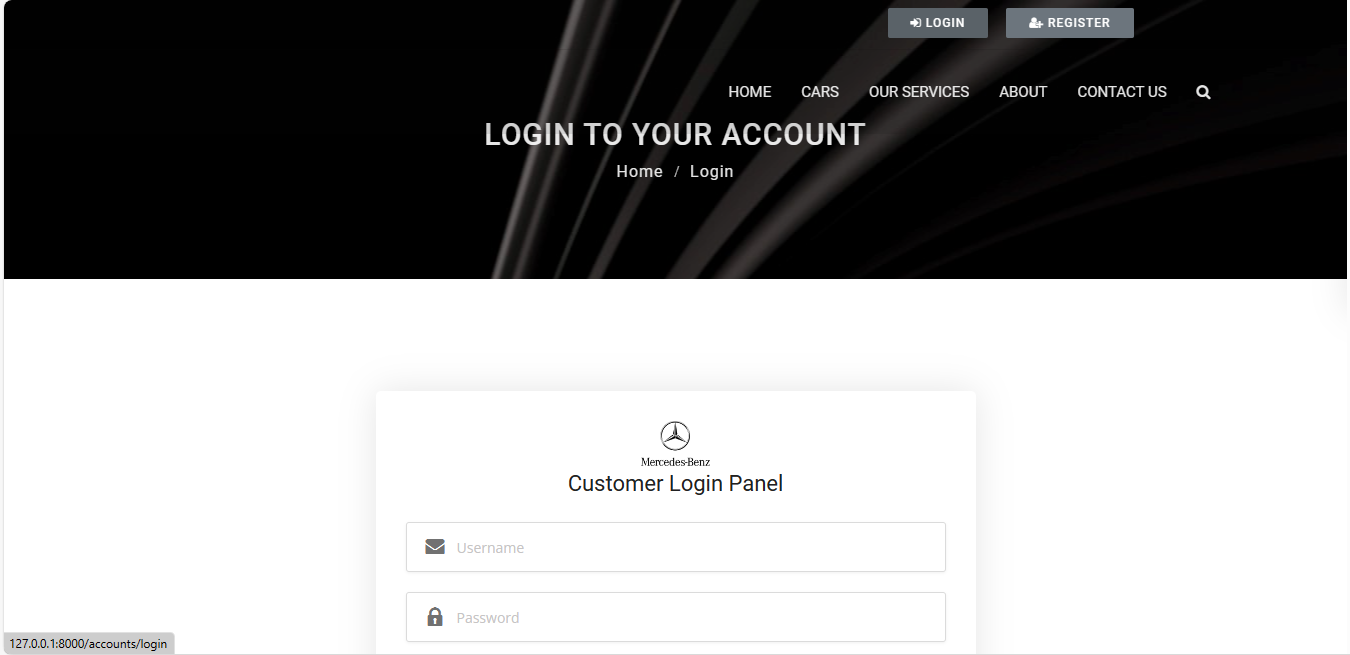 LOGIN REGISTER
HOME CARS OUR SERVICES ABOUT CONTACT US
LOGIN TO YOUR ACCOUNT
Home / Login
Mercedes-Benz
Customer Login Panel
Username
Password
127.0.0.1:8000/accounts/login